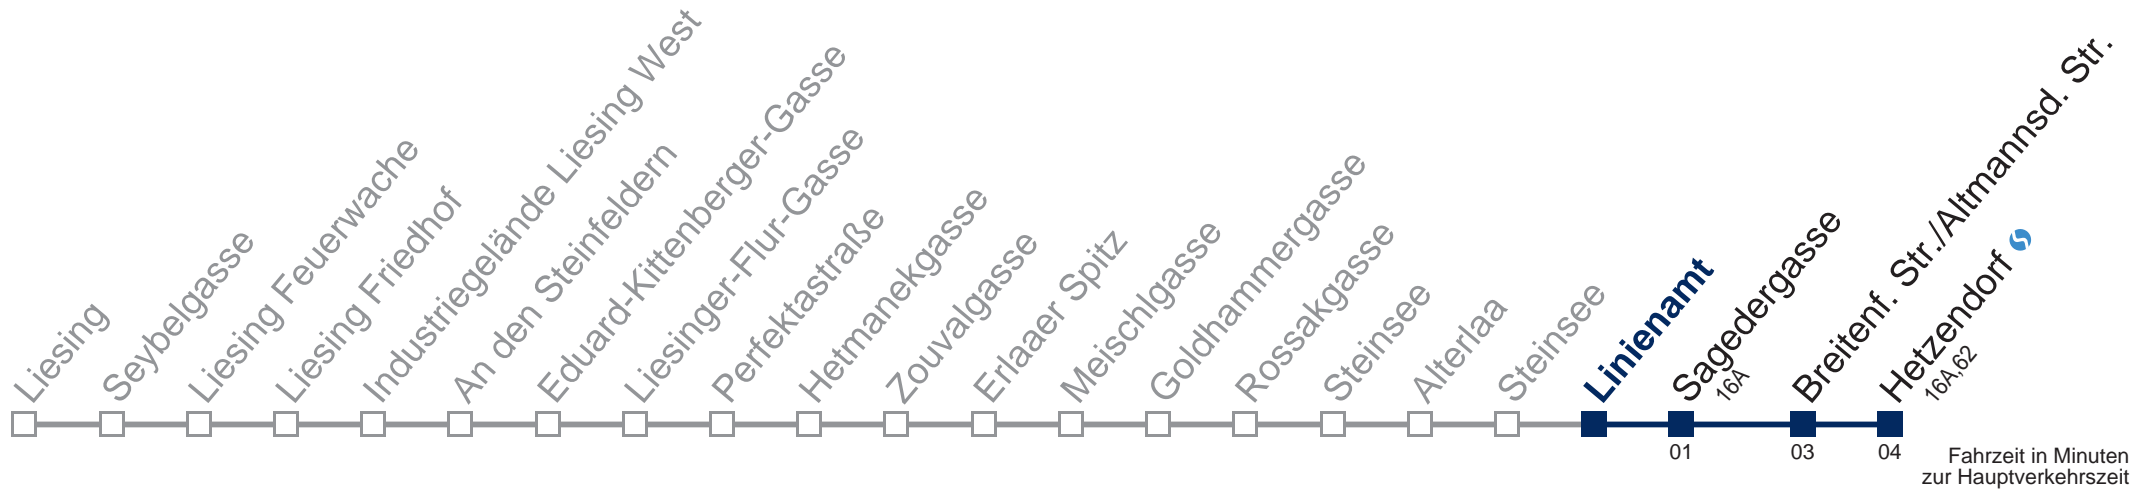 Liesing
Seybelgasse
Liesing Feuerwache
Liesing Friedhof
Industriegelände Liesing West
An den Steinfeldern
Eduard-Kittenberger-Gasse
Liesinger-Flur-Gasse
Perfektastraße
Hetmanekgasse
Zouvalgasse
Erlaaer Spitz
Meischlgasse
Goldhammergasse
Rossakgasse
Steinsee
Alterlaa
Steinsee
Linienamt
Sagedergasse
16A
Breitenf. Str./Altmannsd. Str.
Hetzendorf
16A,62
01
03
04
Fahrzeit in Minuten
zur Hauptverkehrszeit